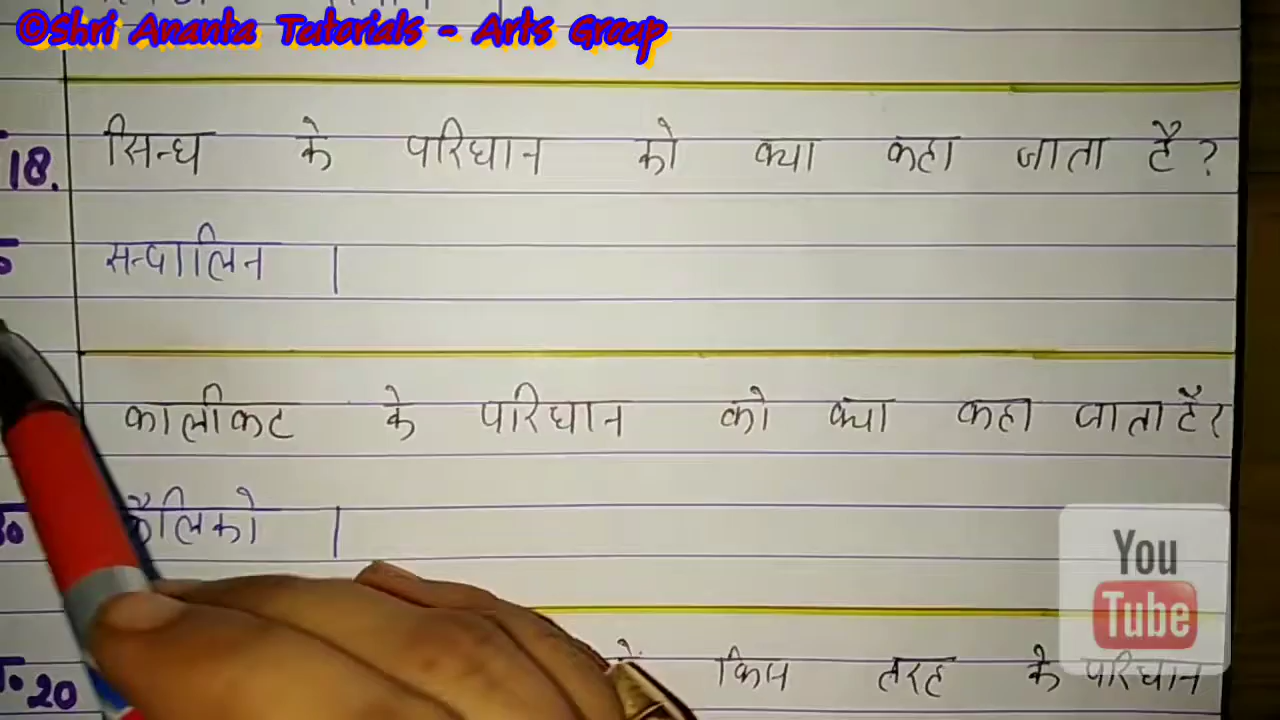 ©Shri Ananta Tutorials - Arts Group
18. सिन्ध के परिधान को क्या कहा जाता है ?
सन्दालिन ।
कालीकट के परिधान को क्या कहा जाता है ?
कैलिको ।
You
Tube
20 किस तरह के परिधान